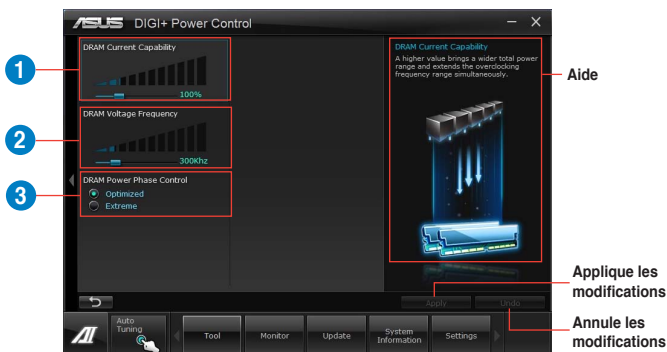 ASUS DIGI+ Power Control
DRAM Current Capability
100%
1
DRAM Voltage Frequency
300Khz
2
DRAM Power Phase Control
Optimized
Extreme
3
DRAM Current Capability
A higher value brings a wider total power
range and extends the overclocking
frequency range simultaneously.
Aide
Apply
Undo
Applique les
modifications
Annule les
modifications
AI
Auto
Tuning
Tool
Monitor
Update
System
Information
Settings